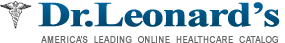 Dr.Leonard's
AMERICA'S LEADING ONLINE HEALTHCARE CATALOG